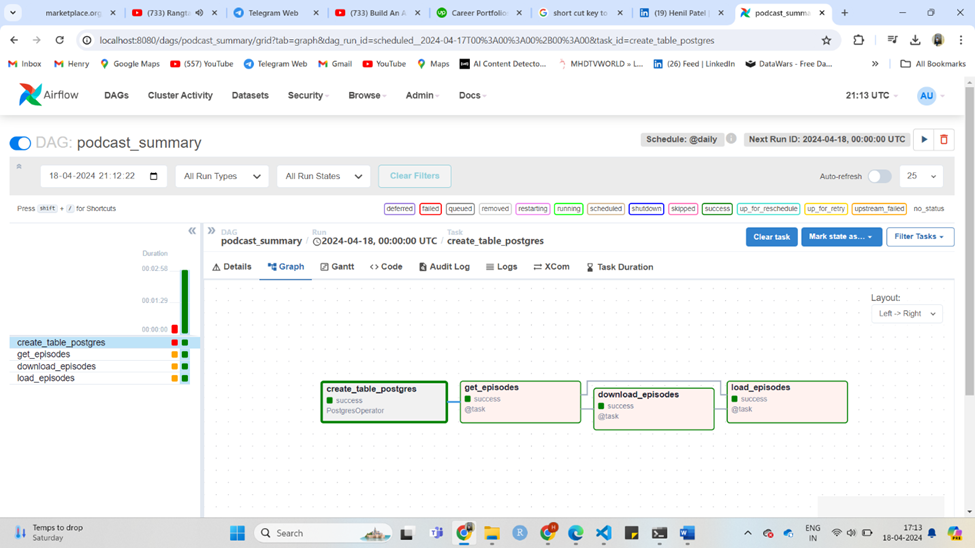 marketplace.org
(733) Rangta
Telegram Web
(733) Build An A
Career Portfolio
short cut key to
(19) Henil Patel
podcast_summa
localhost:8080/dags/podcast_summary/grid?tab=graph&dag_run_id=scheduled__2024-04-17T00%3A00%3A00%2B00%3A00&task_id=create_table_postgres
Inbox
Henry
Google Maps
(557) YouTube
Telegram Web
Gmail
YouTube
Maps
AI Content Detecto...
MHDTVWORLD = L...
(26) Feed | LinkedIn
DataWars - Free Da...
All Bookmarks
Airflow
DAGs
Cluster Activity
Datasets
Security
Browse
Admin
Docs
21:13 UTC
AU
DAG: podcast_summary
Schedule: @daily
Next Run ID: 2024-04-18, 00:00:00 UTC
18-04-2024 21:12:22
All Run Types
All Run States
Clear Filters
Auto-refresh
25
Press shift + / for Shortcuts
deferred
failed
queued
removed
restarting
running
scheduled
shutdown
skipped
success
up_for_reschedule
up_for_retry
upstream_failed
no_status
Duration
00:02:58
00:01:29
00:00:00
create_table_postgres
get_episodes
download_episodes
load_episodes
DAG
podcast_summary
/
Run
2024-04-18, 00:00:00 UTC
/
Task
create_table_postgres
Clear task
Mark state as...
Filter Tasks
Details
Graph
Gantt
Code
Audit Log
Logs
XCom
Task Duration
Layout:
Left -> Right
create_table_postgres
success
PostgresOperator
get_episodes
success
@task
download_episodes
success
@task
load_episodes
success
@task
Temps to drop
Saturday
Search
ENG
IN
17:13
18-04-2024